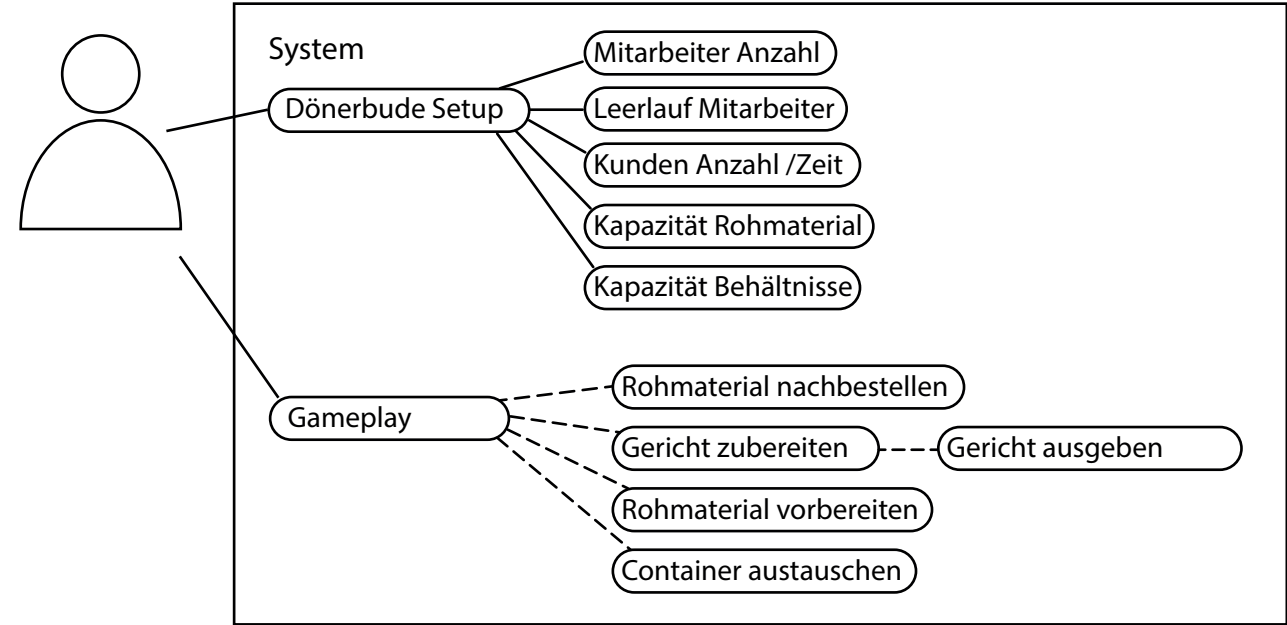 System
Dönerbude Setup
Mitarbeiter Anzahl
Leerlauf Mitarbeiter
Kunden Anzahl /Zeit
Kapazität Rohmaterial
Kapazität Behältnisse
Gameplay
Rohmaterial nachbestellen
Gericht zubereiten
Gericht ausgeben
Rohmaterial vorbereiten
Container austauschen